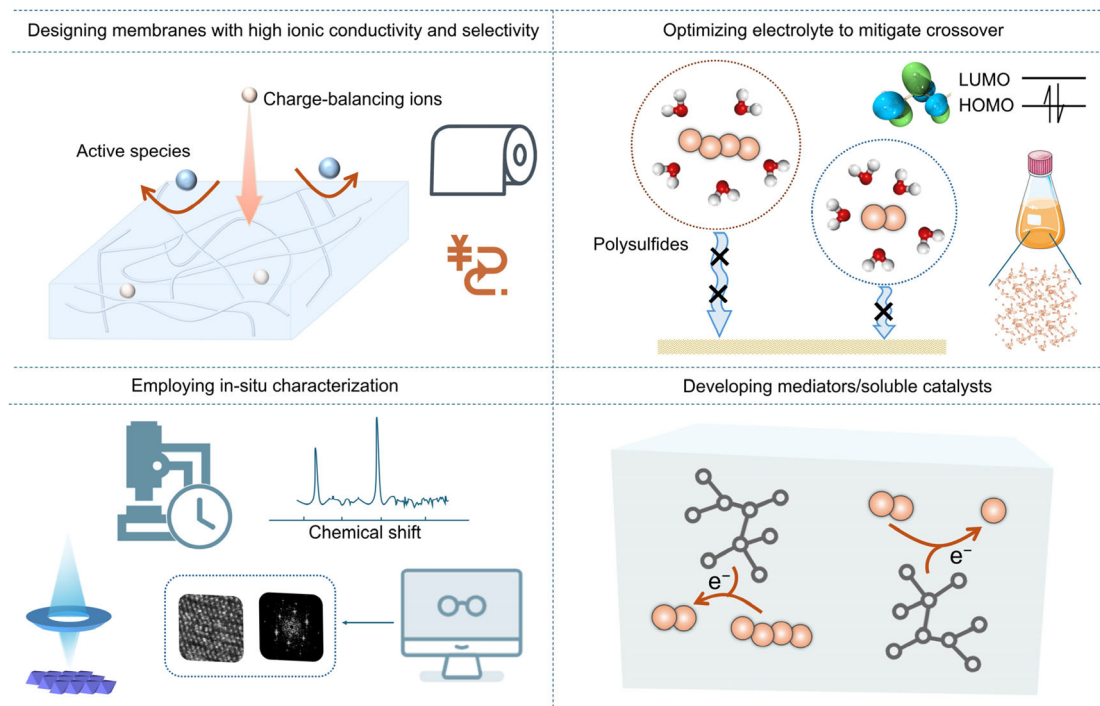 Designing membranes with high ionic conductivity and selectivity
Optimizing electrolyte to mitigate crossover
Charge-balancing ions
Active species
¥
LUMO
HOMO
Polysulfides
Employing in-situ characterization
Developing mediators/soluble catalysts
Chemical shift
e⁻
e⁻